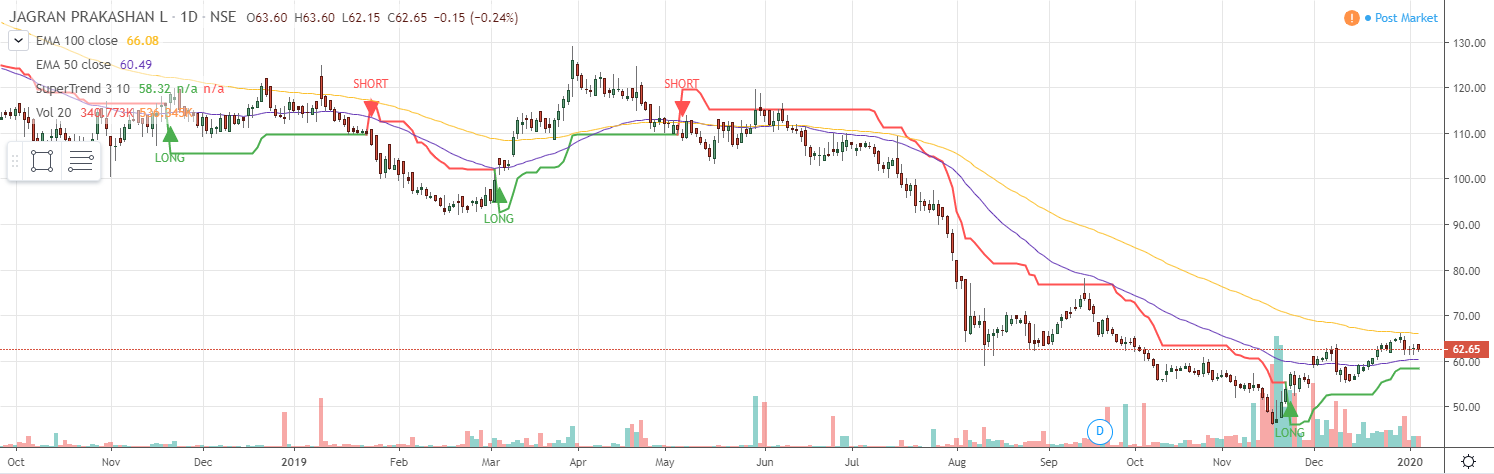 JAGRAN PRAKASHAN L · 1D · NSE O63.60 H63.60 L62.15 C62.65 −0.15 (−0.24%)
! Post Market
EMA 100 close 66.08
EMA 50 close 60.49
SuperTrend 3 10 58.32 n/a n/a
Vol 20 340.773K
LONG
SHORT
LONG
SHORT
LONG
D
130.00
120.00
110.00
100.00
90.00
80.00
70.00
62.65
60.00
50.00
Oct Nov Dec 2019 Feb Mar Apr May Jun Jul Aug Sep Oct Nov Dec 2020